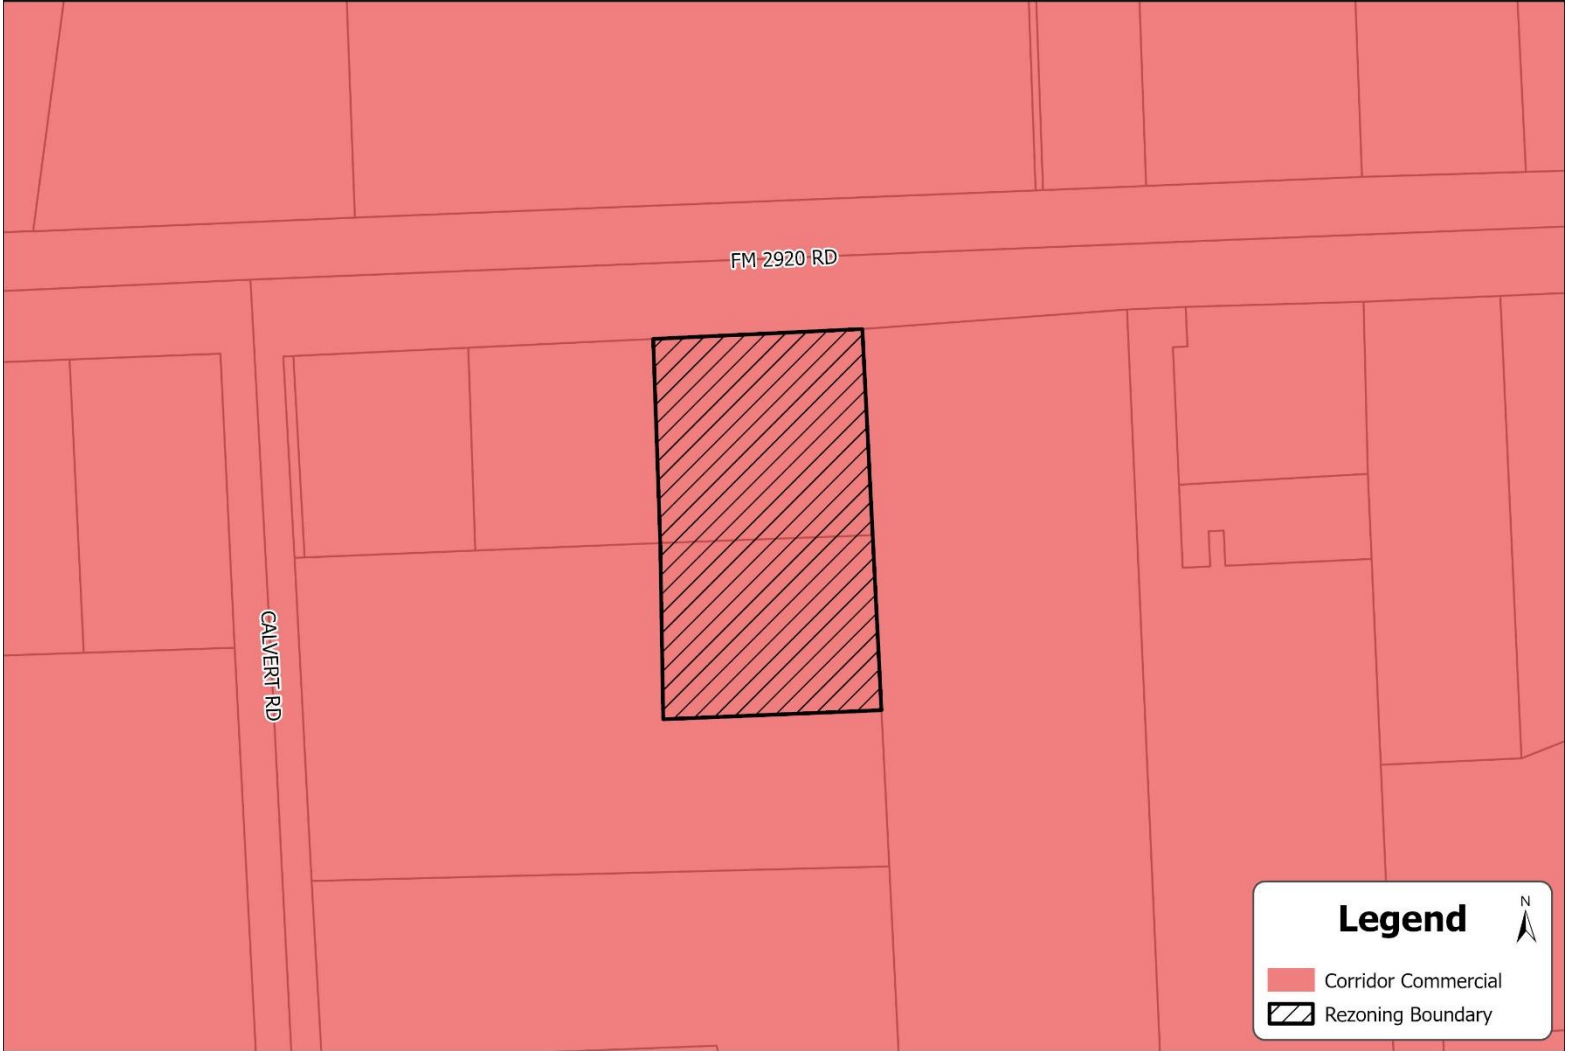 FM 2920 RD
CALVERT RD
Legend
N
Corridor Commercial
Rezoning Boundary